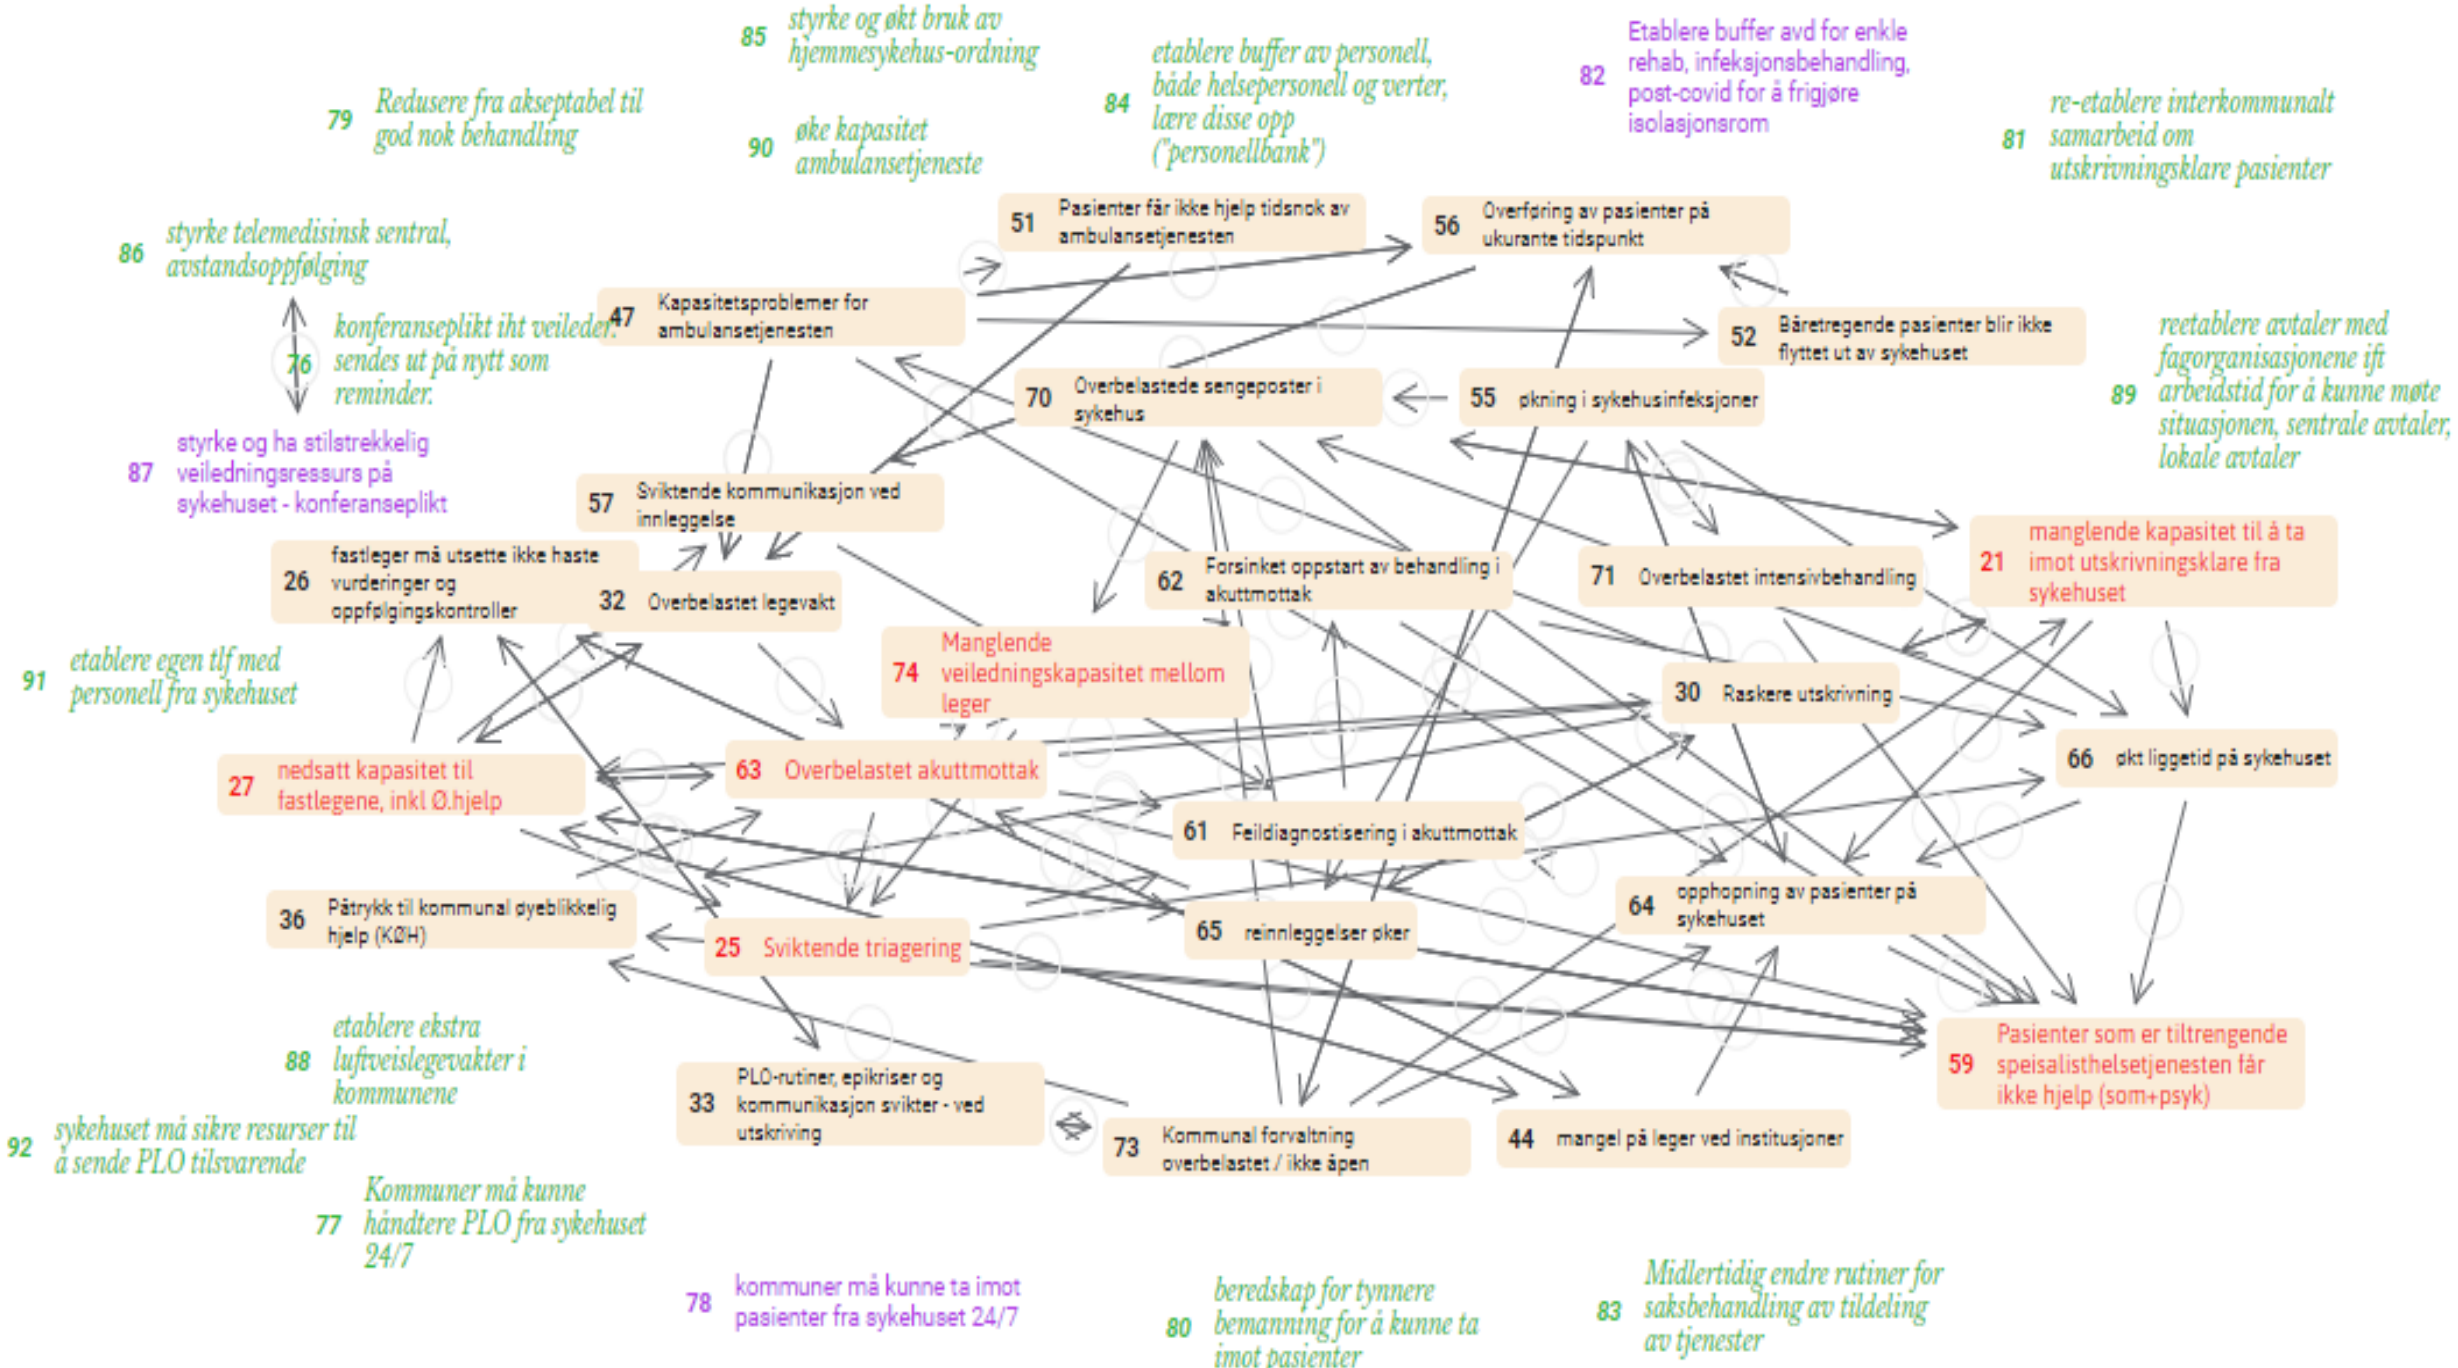 85 styrke og økt bruk av
hjemmesykehus-ordning
etablere buffer av personell,
både helsepersonell og verter,
84
lære disse opp
("personellbank")
Etablere buffer avd for enkle
82 rehab, infeksjonsbehandling,
post-covid for å frigjøre
isolasjonsrom
79 Redusere fra akseptabel til
god nok behandling
90 øke kapasitet
ambulansetjeneste
re-etablere interkommunalt
81 samarbeid om
utskrivningsklare pasienter
86 styrke telemedisinsk sentral,
avstandsoppfølging
51 Pasienter får ikke hjelp tidsnok av
ambulansetjenesten
56 Overføring av pasienter på
ukurante tidspunkt
konferanseplikt iht veileder.
76 sendes ut på nytt som
reminder.
47 Kapasitetsproblemer for
ambulansetjenesten
52 Båretregende pasienter blir ikke
flyttet ut av sykehuset
reetablere avtaler med
fagorganisasjonene ift
89 arbeidstid for å kunne møte
situasjonen, sentrale avtaler,
lokale avtaler
70 Overbelastede sengeposter i
sykehus
55 økning i sykehusinfeksjoner
styrke og ha stilstrekkelig
87 veiledningsressurs på
sykehuset - konferanseplikt
57 Sviktende kommunikasjon ved
innleggelse
fastleger må utsette ikke haste
26 vurderinger og
oppfølgingskontroller
32 Overbelastet legevakt
62 Forsinket oppstart av behandling i
akuttmottak
71 Overbelastet intensivbehandling
manglende kapasitet til å ta
21 imot utskrivningsklare fra
sykehuset
91 etablere egen tlf med
personell fra sykehuset
Manglende
74 veiledningskapasitet mellom
leger
30 Raskere utskrivning
27 nedsatt kapasitet til
fastlegene, inkl Ø.hjelp
63 Overbelastet akuttmottak
66 økt liggetid på sykehuset
61 Feildiagnostisering i akuttmottak
36 Påtrykk til kommunal øyeblikkelig
hjelp (KØH)
25 Sviktende triagering
65 reinnleggelser øker
64 opphopning av pasienter på
sykehuset
etablere ekstra
88 luftveislegevakter i
kommunene
PLO-rutiner, epikriser og
33 kommunikasjon svikter - ved
utskriving
73 Kommunal forvaltning
overbelastet / ikke åpen
44 mangel på leger ved institusjoner
Pasienter som er tiltrengende
59 speisalisthelsetjenesten får
ikke hjelp (som+psyk)
92 sykehuset må sikre resurser til
å sende PLO tilsvarende
Kommuner må kunne
77 håndtere PLO fra sykehuset
24/7
78 kommuner må kunne ta imot
pasienter fra sykehuset 24/7
beredskap for tynnere
80 bemanning for å kunne ta
imot pasienter
Midlertidig endre rutiner for
83 saksbehandling av tildeling
av tjenester